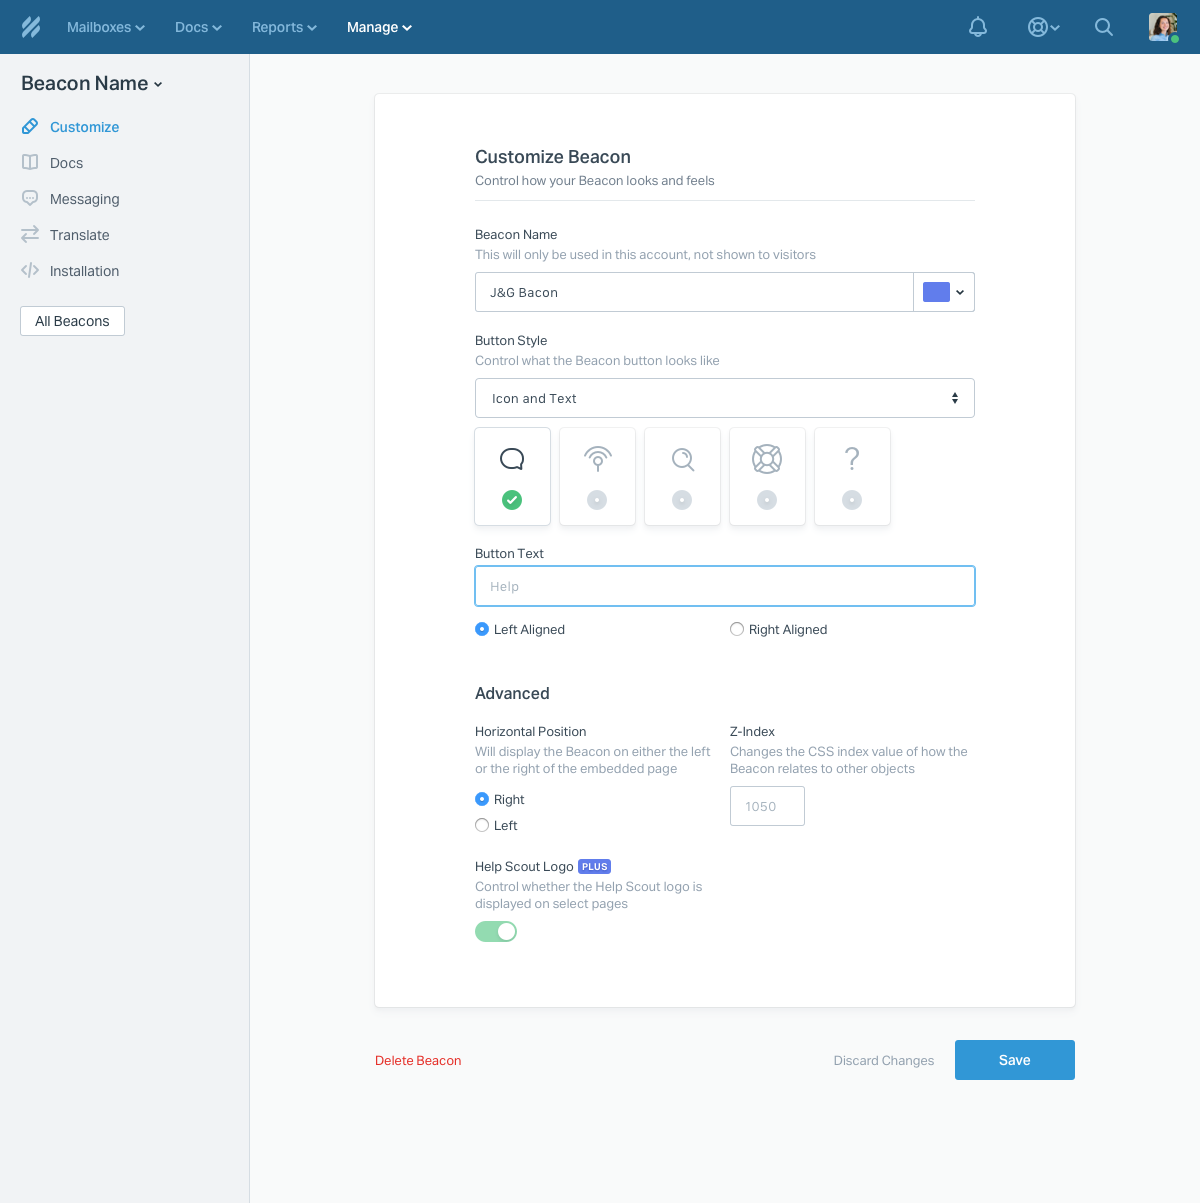 Mailboxes Docs Reports Manage
Beacon Name
Customize
Docs
Messaging
Translate
Installation
All Beacons
Customize Beacon
Control how your Beacon looks and feels
Beacon Name
This will only be used in this account, not shown to visitors
J&G Bacon
Button Style
Control what the Beacon button looks like
Icon and Text
?
Button Text
Help
Left Aligned Right Aligned
Advanced
Horizontal Position
Will display the Beacon on either the left
or the right of the embedded page
Right
Left
Z-Index
Changes the CSS index value of how the
Beacon relates to other objects
1050
Help Scout Logo PLUS
Control whether the Help Scout logo is
displayed on select pages
Delete Beacon Discard Changes Save